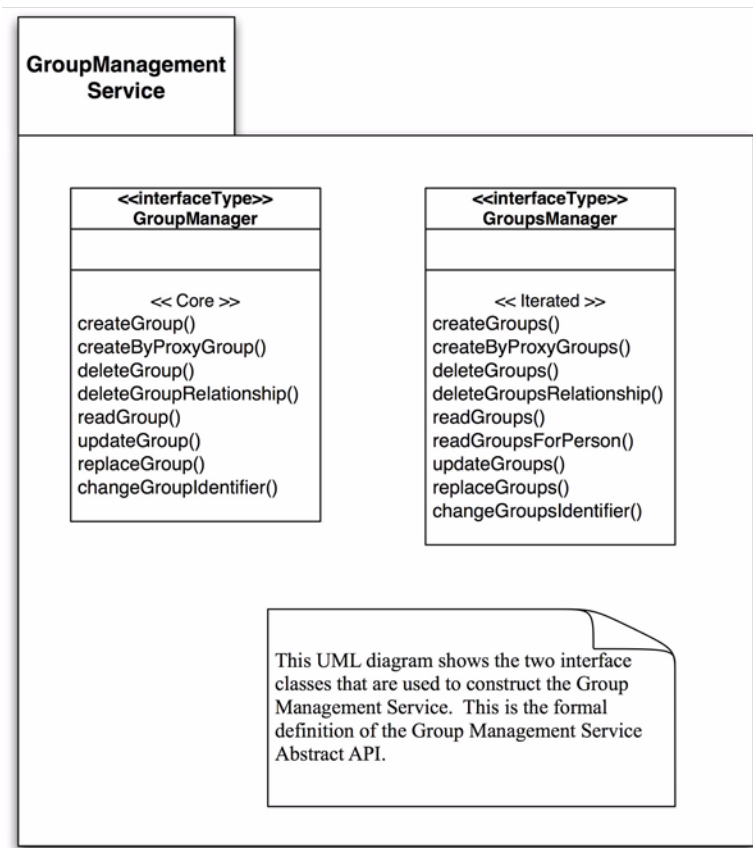 GroupManagement
Service
<<interfaceType>>
GroupManager
<< Core >>
createGroup()
createByProxyGroup()
deleteGroup()
deleteGroupRelationship()
readGroup()
updateGroup()
replaceGroup()
changeGroupIdentifier()
<<interfaceType>>
GroupsManager
<< Iterated >>
createGroups()
createByProxyGroups()
deleteGroups()
deleteGroupsRelationship()
readGroups()
readGroupsForPerson()
updateGroups()
replaceGroups()
changeGroupsIdentifier()
This UML diagram shows the two interface
classes that are used to construct the Group
Management Service.  This is the formal
definition of the Group Management Service
Abstract API.